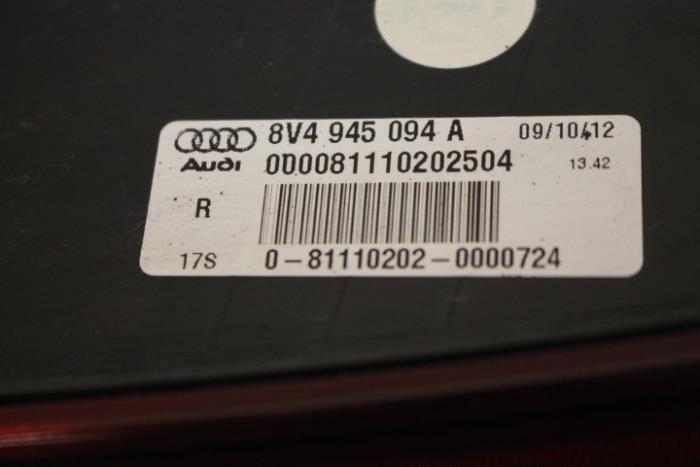 8V4 945 094 A 09/10/12
Audi 000081110202504 13.42
R
17S 0-81110202-0000724